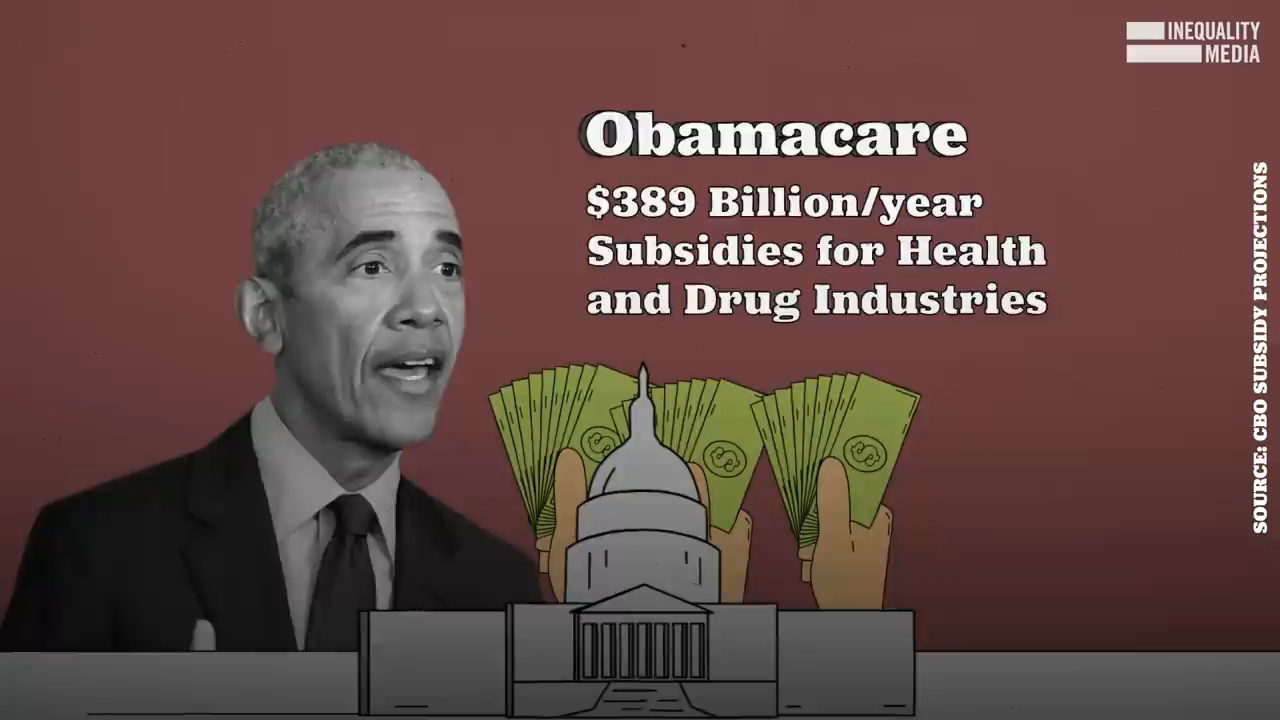 INEQUALITY
MEDIA
Obamacare
$389 Billion/year
Subsidies for Health
and Drug Industries
SOURCE: CBO SUBSIDY PROJECTIONS